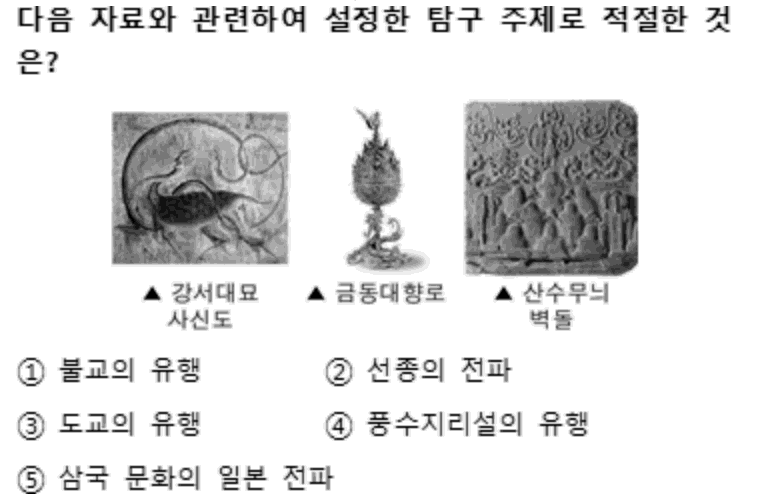 다음 자료와 관련하여 설정한 탐구 주제로 적절한 것
은?
▲ 강서대묘
사신도
▲ 금동대향로
▲ 산수무늬
벽돌
① 불교의 유행
② 선종의 전파
③ 도교의 유행
④ 풍수지리설의 유행
⑤ 삼국 문화의 일본 전파